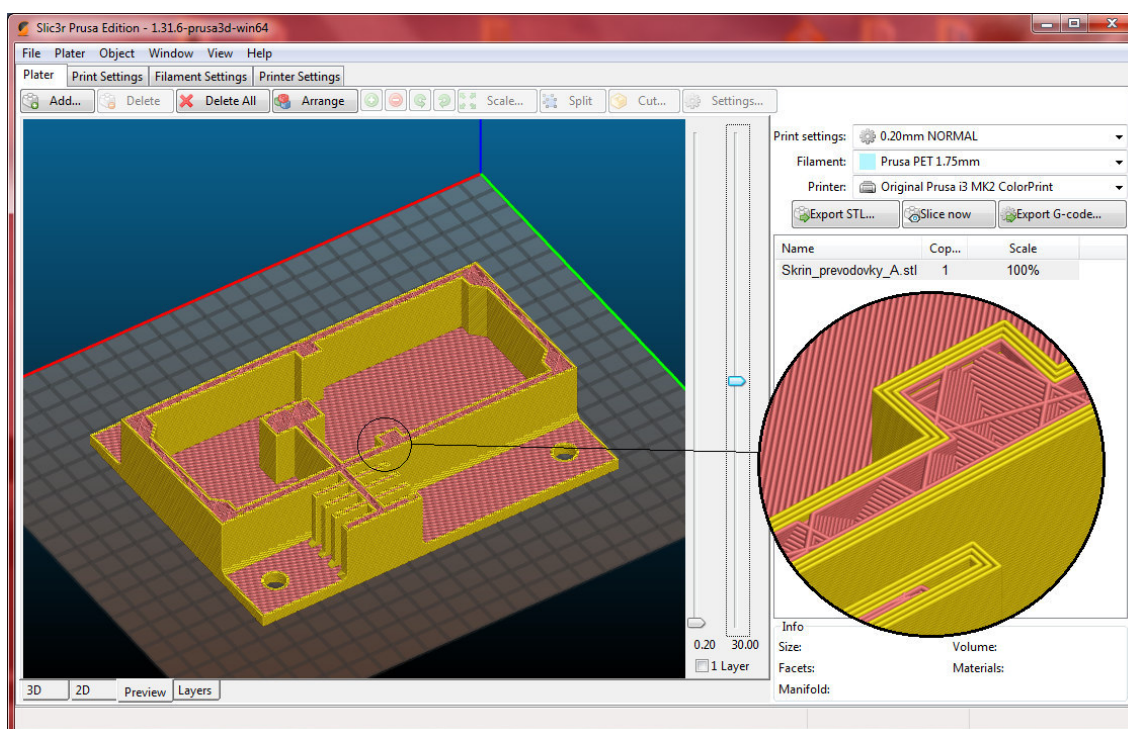 Slic3r Prusa Edition - 1.31.6-prusa3d-win64
File Plater Object Window View Help
Plater Print Settings Filament Settings Printer Settings
Add... Delete Delete All Arrange Scale... Split Cut... Settings...
Print settings: 0.20mm NORMAL
Filament: Prusa PET 1.75mm
Printer: Original Prusa i3 MK2 ColorPrint
Export STL... Slice now Export G-code...
Name Cop... Scale
Skrin_prevodovky_A.stl 1 100%
0.20 30.00
1 Layer
Info
Size: Volume:
Facets: Materials:
Manifold:
3D 2D Preview Layers